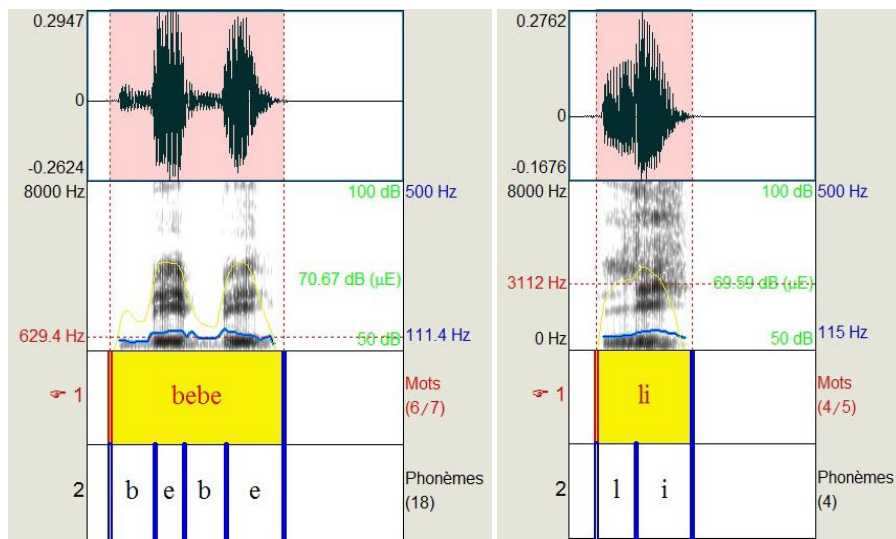 0.2947
0
-0.2624
8000 Hz
100 dB
500 Hz
70.67 dB (µE)
629.4 Hz
50 dB
111.4 Hz
☞ 1
bebe
Mots
(6/7)
2
b e b e
Phonèmes
(18)
0.2762
0
-0.1676
8000 Hz
100 dB
500 Hz
3112 Hz
69.59 dB (µE)
0 Hz
50 dB
115 Hz
☞ 1
li
Mots
(4/5)
2
l i
Phonèmes
(4)